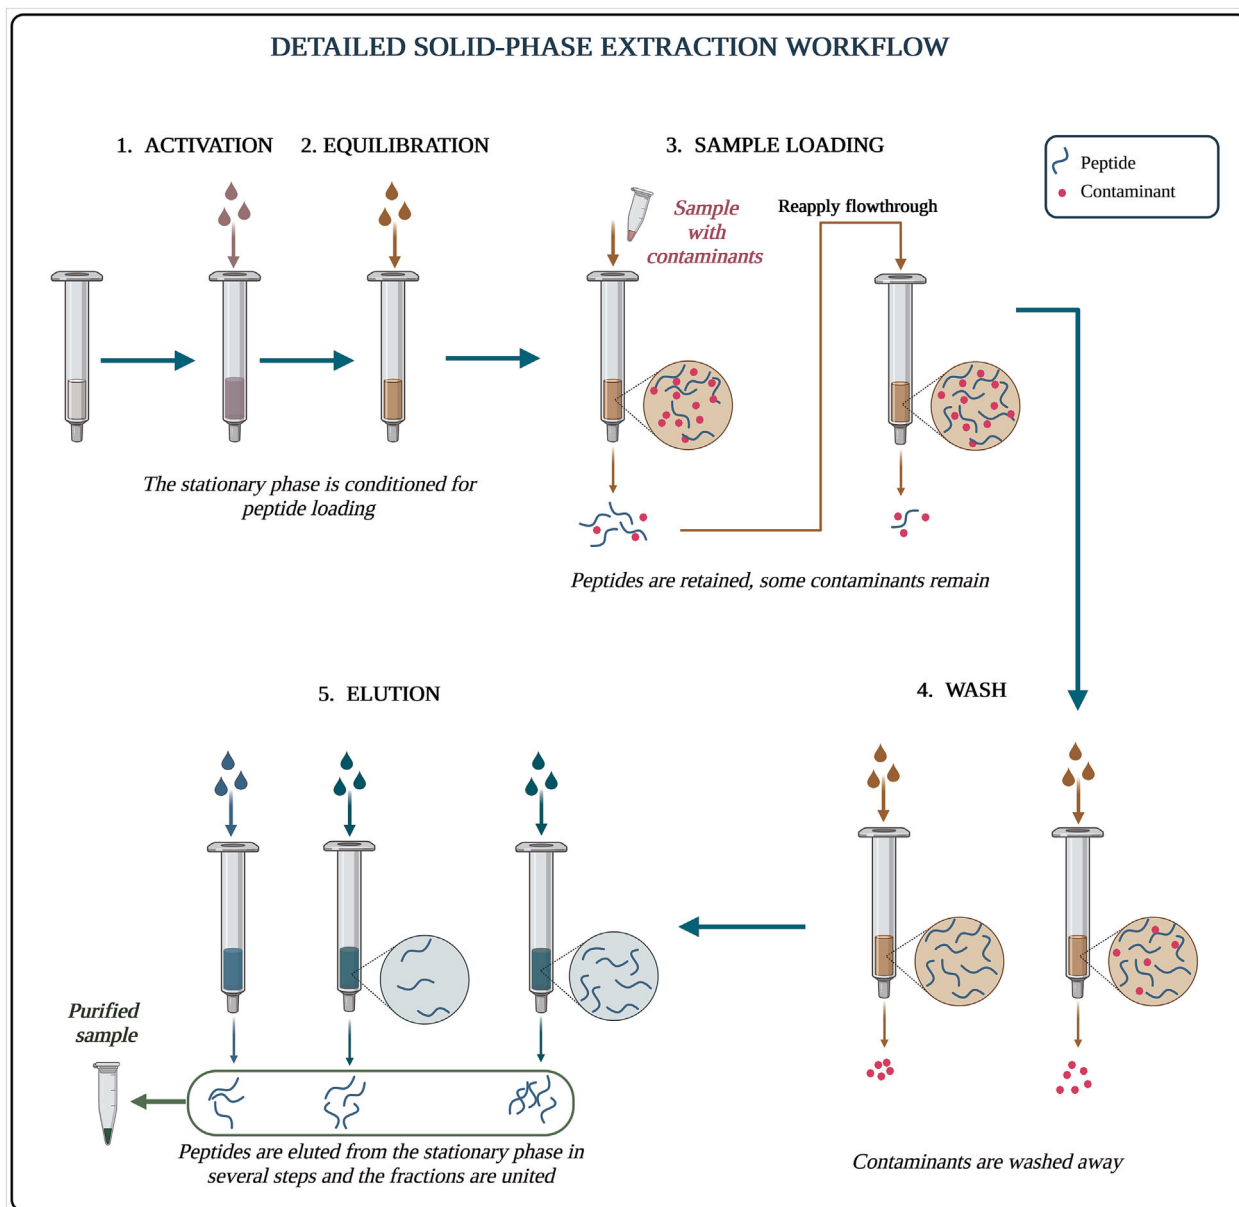 DETAILED SOLID-PHASE EXTRACTION WORKFLOW
1. ACTIVATION
2. EQUILIBRATION
3. SAMPLE LOADING
Peptide
Contaminant
Sample
with
contaminants
Reapply flowthrough
The stationary phase is conditioned for
peptide loading
Peptides are retained, some contaminants remain
5. ELUTION
4. WASH
Purified
sample
Peptides are eluted from the stationary phase in
several steps and the fractions are united
Contaminants are washed away